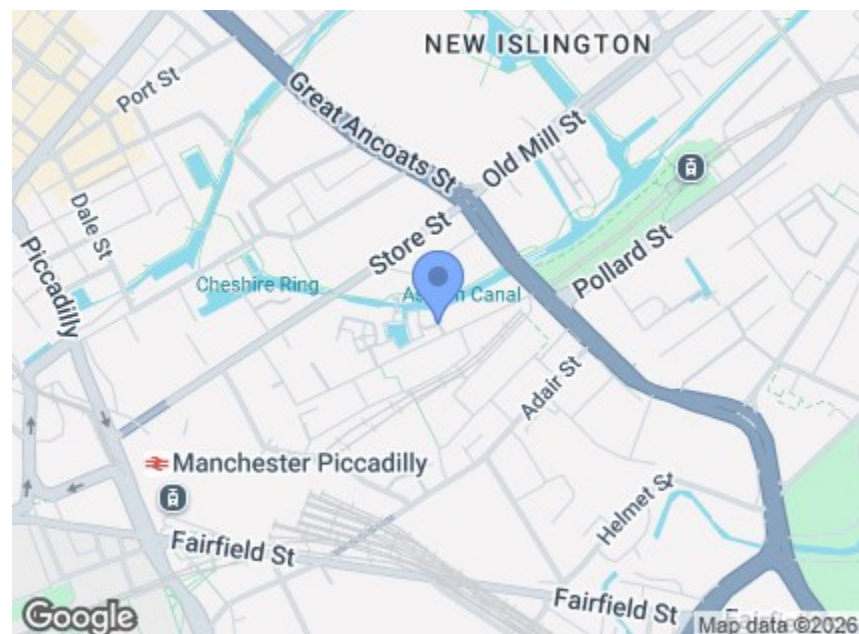 NEW ISLINGTON
Port St
Great Ancoats St
Old Mill St
Dale St
Store St
Pollard St
Piccadilly
Cheshire Ring
Canal
Adair St
Manchester Piccadilly
Helmet St
Fairfield St
Fairfield St
Google
Map data ©2026